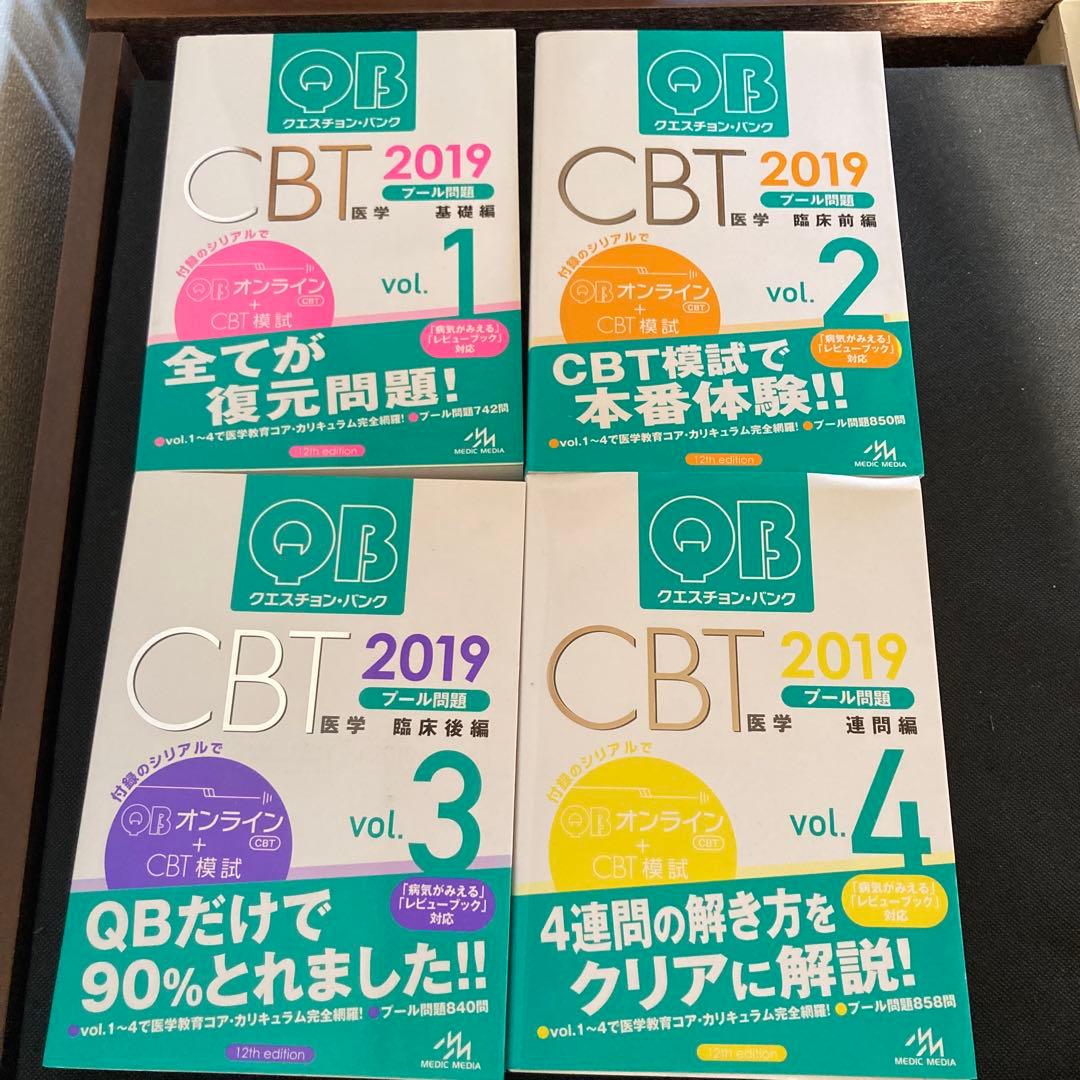 QB
クエスチョン・バンク
CBT 2019
プール問題
医学 基礎編
付録のシリアルで
QBオンライン
CBT
+
CBT模試
vol.1
「病気がみえる」
「レビューブック」
対応
全てが
復元問題!
●vol.1~4で医学教育コア・カリキュラム完全網羅! ●プール問題742問
12th edition
MEDIC MEDIA
QB
クエスチョン・バンク
CBT 2019
プール問題
医学 臨床前編
付録のシリアルで
QBオンライン
CBT
+
CBT模試
vol.2
「病気がみえる」
「レビューブック」
対応
CBT模試で
本番体験!!
●vol.1~4で医学教育コア・カリキュラム完全網羅! ●プール問題850問
12th edition
MEDIC MEDIA
QB
クエスチョン・バンク
CBT 2019
プール問題
医学 臨床後編
付録のシリアルで
QBオンライン
CBT
+
CBT模試
vol.3
「病気がみえる」
「レビューブック」
対応
QBだけで
90%とれました!!
●vol.1~4で医学教育コア・カリキュラム完全網羅! ●プール問題840問
12th edition
MEDIC MEDIA
QB
クエスチョン・バンク
CBT 2019
プール問題
医学 連問編
付録のシリアルで
QBオンライン
CBT
+
CBT模試
vol.4
「病気がみえる」
「レビューブック」
対応
4連問の解き方を
クリアに解説!
●vol.1~4で医学教育コア・カリキュラム完全網羅! ●プール問題858問
12th edition
MEDIC MEDIA